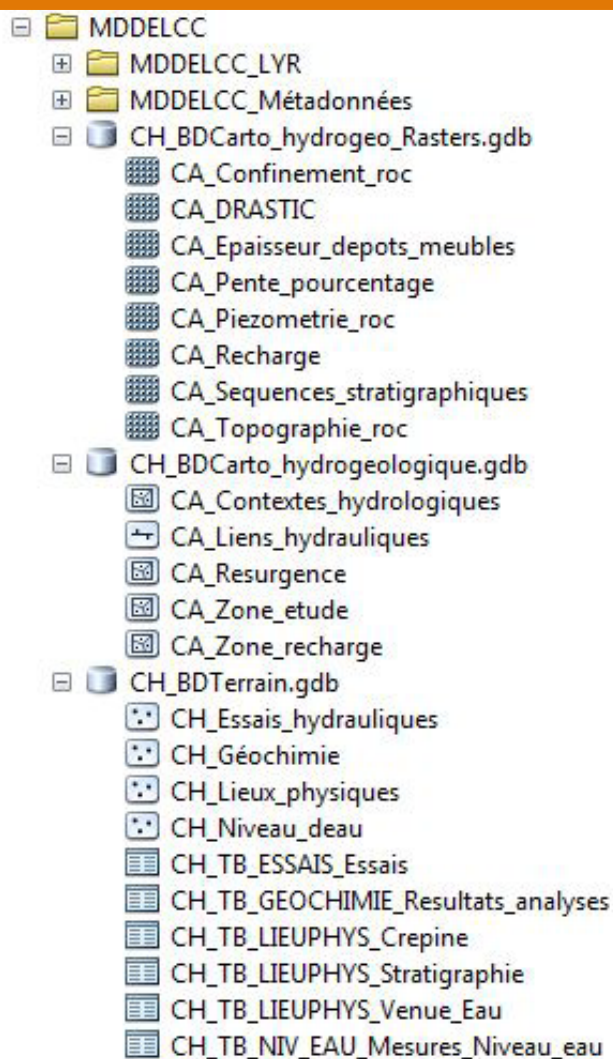 MDDELCC
MDDELCC_LYR
MDDELCC_Métadonnées
CH_BDCarto_hydrogeo_Rasters.gdb
CA_Confinement_roc
CA_DRASTIC
CA_Epaisseur_depots_meubles
CA_Pente_pourcentage
CA_Piezometrie_roc
CA_Recharge
CA_Sequences_stratigraphiques
CA_Topographie_roc
CH_BDCarto_hydrogeologique.gdb
CA_Contextes_hydrologiques
CA_Liens_hydrauliques
CA_Resurgence
CA_Zone_etude
CA_Zone_recharge
CH_BDTerrain.gdb
CH_Essais_hydrauliques
CH_Géochimie
CH_Lieux_physiques
CH_Niveau_deau
CH_TB_ESSAIS_Essais
CH_TB_GEOCHIMIE_Resultats_analyses
CH_TB_LIEUPHYS_Crepine
CH_TB_LIEUPHYS_Stratigraphie
CH_TB_LIEUPHYS_Venue_Eau
CH_TB_NIV_EAU_Mesures_Niveau_eau